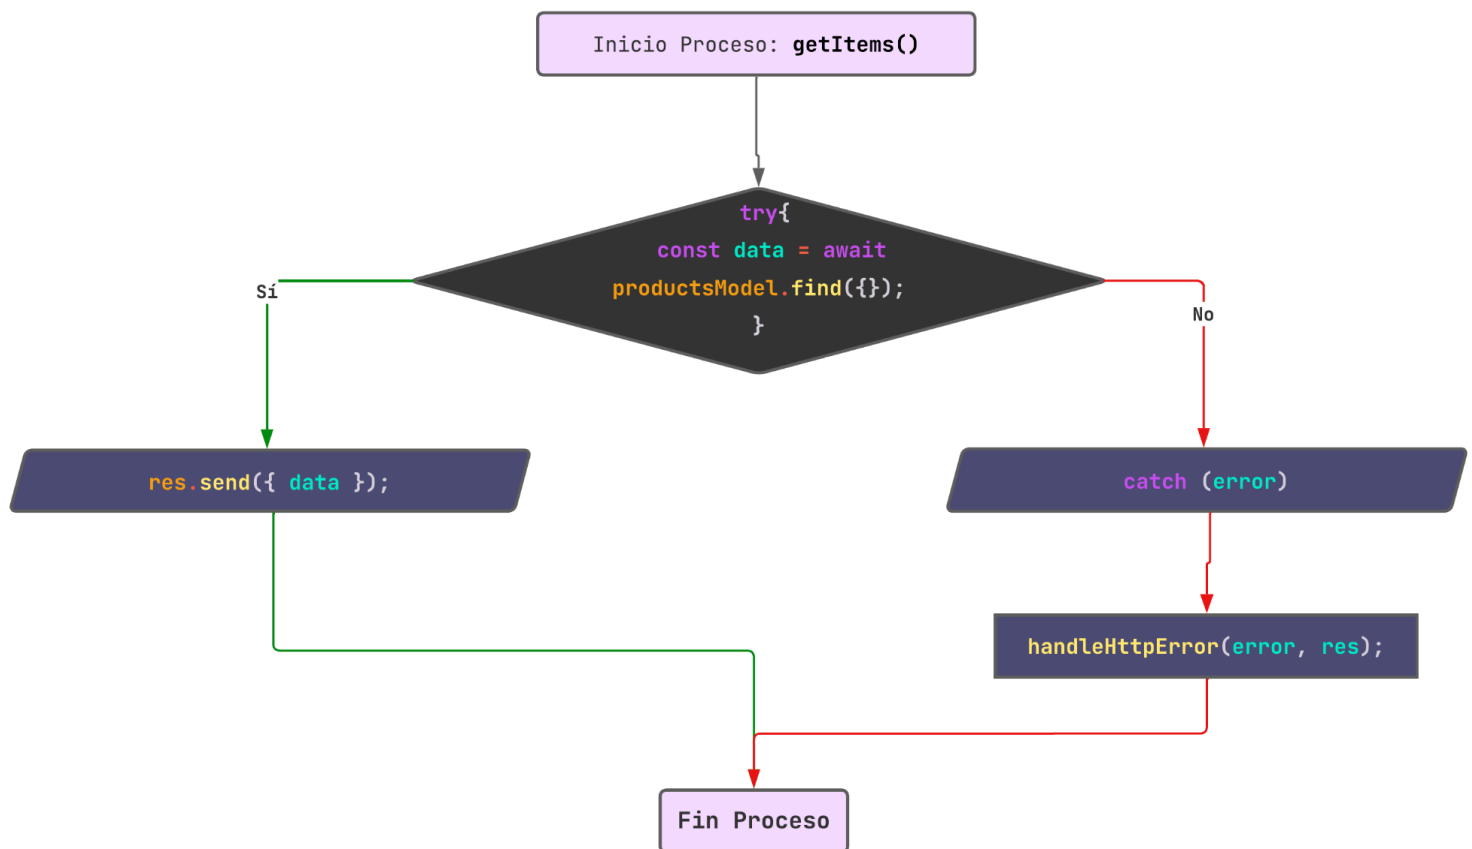 Inicio Proceso: getItems()
try{
const data = await
productsModel.find({});
}
Sí
No
res.send({ data });
catch (error)
handleHttpError(error, res);
Fin Proceso